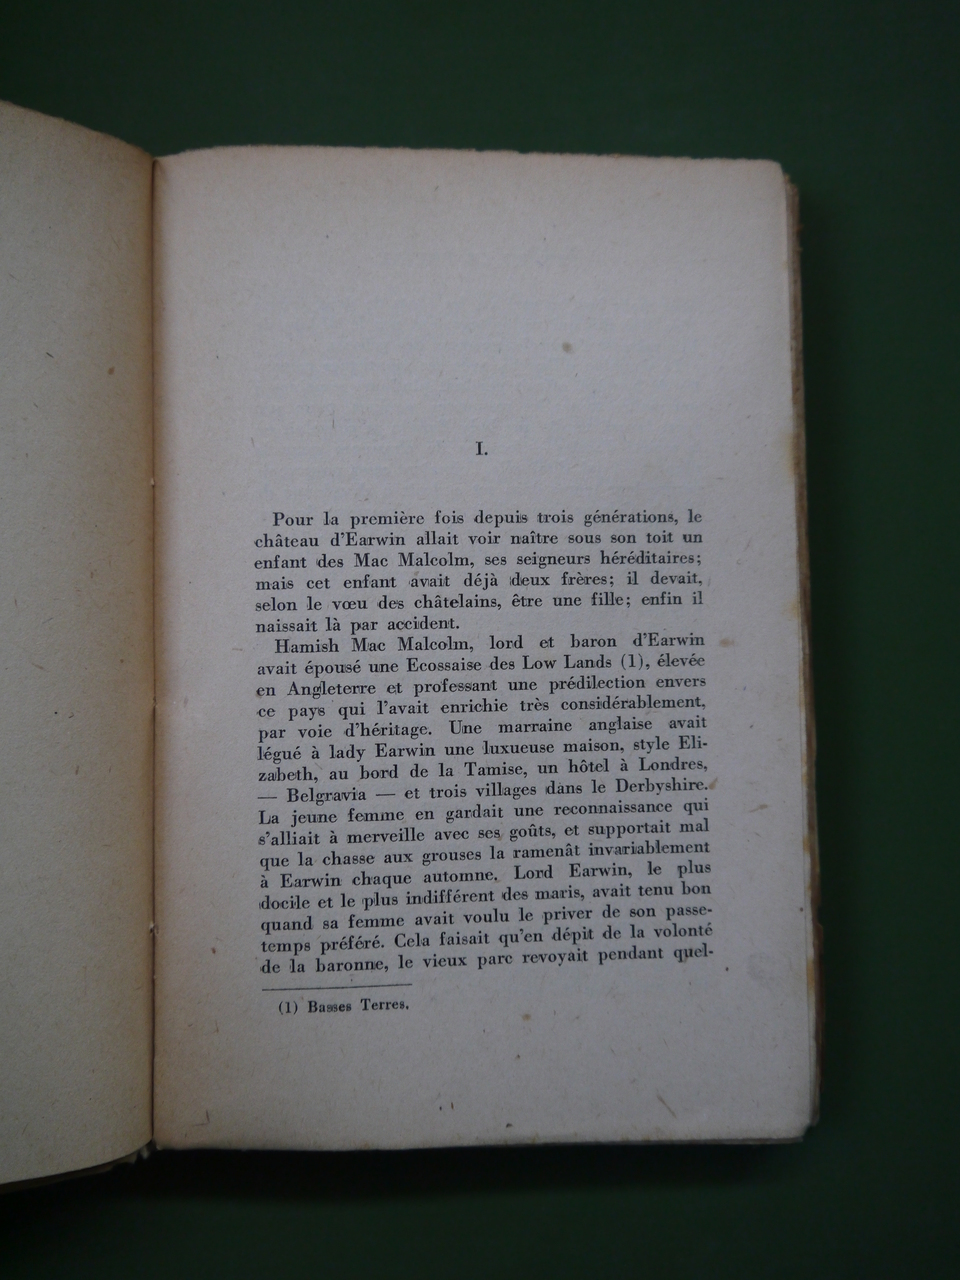 I.
Pour la première fois depuis trois générations, le
château d'Earwin allait voir naître sous son toit un
enfant des Mac Malcolm, ses seigneurs héréditaires;
mais cet enfant avait déjà deux frères; il devait,
selon le vœu des châtelains, être une fille; enfin il
naissait là par accident.
Hamish Mac Malcolm, lord et baron d'Earwin
avait épousé une Ecossaise des Low Lands (1), élevée
en Angleterre et professant une prédilection envers
ce pays qui l'avait enrichie très considérablement,
par voie d'héritage. Une marraine anglaise avait
légué à lady Earwin une luxueuse maison, style Eli-
zabeth, au bord de la Tamise, un hôtel à Londres,
— Belgravia — et trois villages dans le Derbyshire.
La jeune femme en gardait une reconnaissance qui
s'alliait à merveille avec ses goûts, et supportait mal
que la chasse aux grouses la ramenât invariablement
à Earwin chaque automne. Lord Earwin, le plus
docile et le plus indifférent des maris, avait tenu bon
quand sa femme avait voulu le priver de son passe-
temps préféré. Cela faisait qu'en dépit de la volonté
de la baronne, le vieux parc revoyait pendant quel-
(1) Basses Terres.